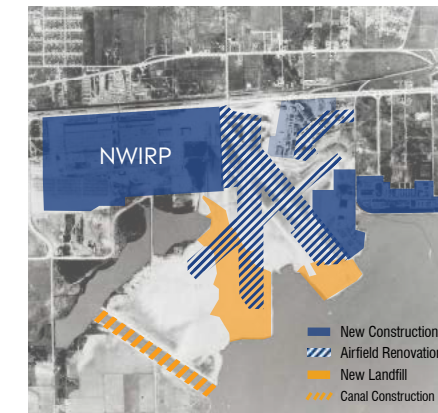 NWIRP
New Construction
Airfield Renovation
New Landfill
Canal Construction